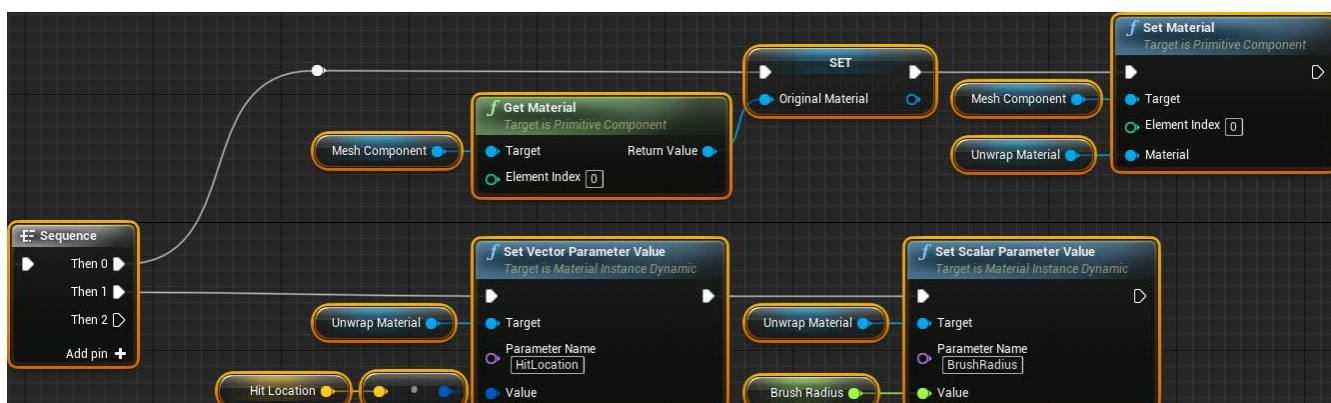 Set Material
Target is Primitive Component
SET
Get Material
Target is Primitive Component
Original Material
Mesh Component
Target
Element Index 0
Mesh Component
Target
Return Value
Unwrap Material
Material
Element Index 0
Sequence
Then 0
Then 1
Then 2
Add pin
Set Vector Parameter Value
Target is Material Instance Dynamic
Unwrap Material
Target
Parameter Name
HitLocation
Hit Location
Value
Set Scalar Parameter Value
Target is Material Instance Dynamic
Unwrap Material
Target
Parameter Name
BrushRadius
Brush Radius
Value